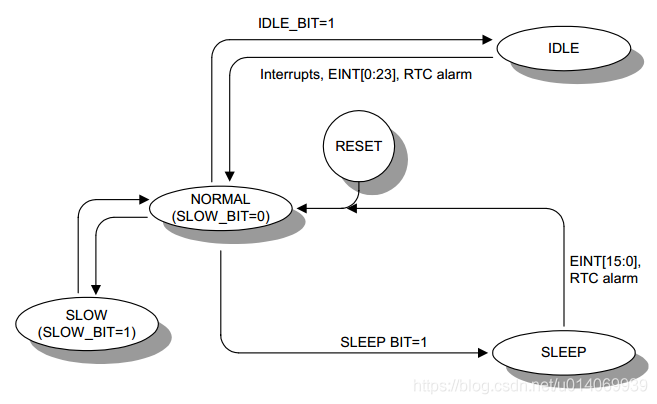 IDLE_BIT=1
IDLE
Interrupts, EINT[0:23], RTC alarm
RESET
NORMAL
(SLOW_BIT=0)
EINT[15:0],
RTC alarm
SLOW
(SLOW_BIT=1)
SLEEP BIT=1
SLEEP
https://blog.csdn.net/u014069939